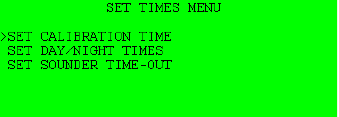 SET TIMES MENU
>SET CALIBRATION TIME
SET DAY/NIGHT TIMES
SET SOUNDER TIME-OUT